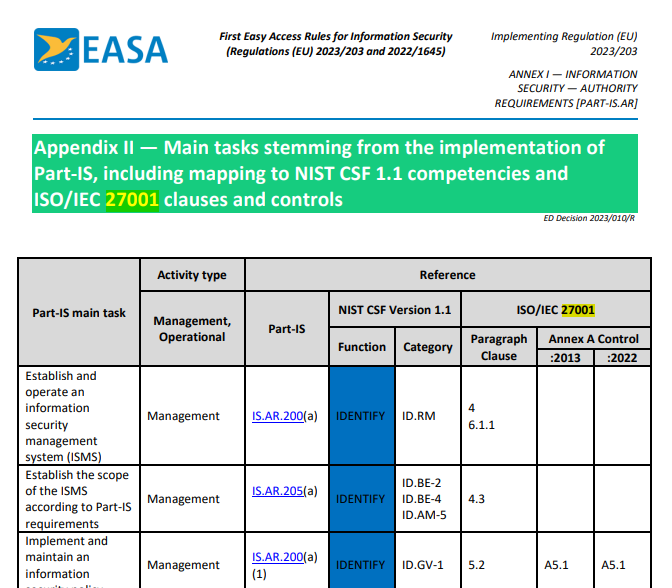 EASA
First Easy Access Rules for Information Security
(Regulations (EU) 2023/203 and 2022/1645)
Implementing Regulation (EU)
2023/203
ANNEX I — INFORMATION
SECURITY — AUTHORITY
REQUIREMENTS [PART-IS.AR]
Appendix II — Main tasks stemming from the implementation of
Part-IS, including mapping to NIST CSF 1.1 competencies and
ISO/IEC 27001 clauses and controls
ED Decision 2023/010/R
Part-IS main task
Activity type
Reference
Management,
Operational
Part-IS
NIST CSF Version 1.1
ISO/IEC 27001
Function
Category
Paragraph
Clause
Annex A Control
:2013
:2022
Establish and
operate an
information
security
management
system (ISMS)
Management
IS.AR.200(a)
IDENTIFY
ID.RM
4
6.1.1
Establish the scope
of the ISMS
according to Part-IS
requirements
Management
IS.AR.205(a)
IDENTIFY
ID.BE-2
ID.BE-4
ID.AM-5
4.3
Implement and
maintain an
information
security policy
Management
IS.AR.200(a)
(1)
IDENTIFY
ID.GV-1
5.2
A5.1
A5.1